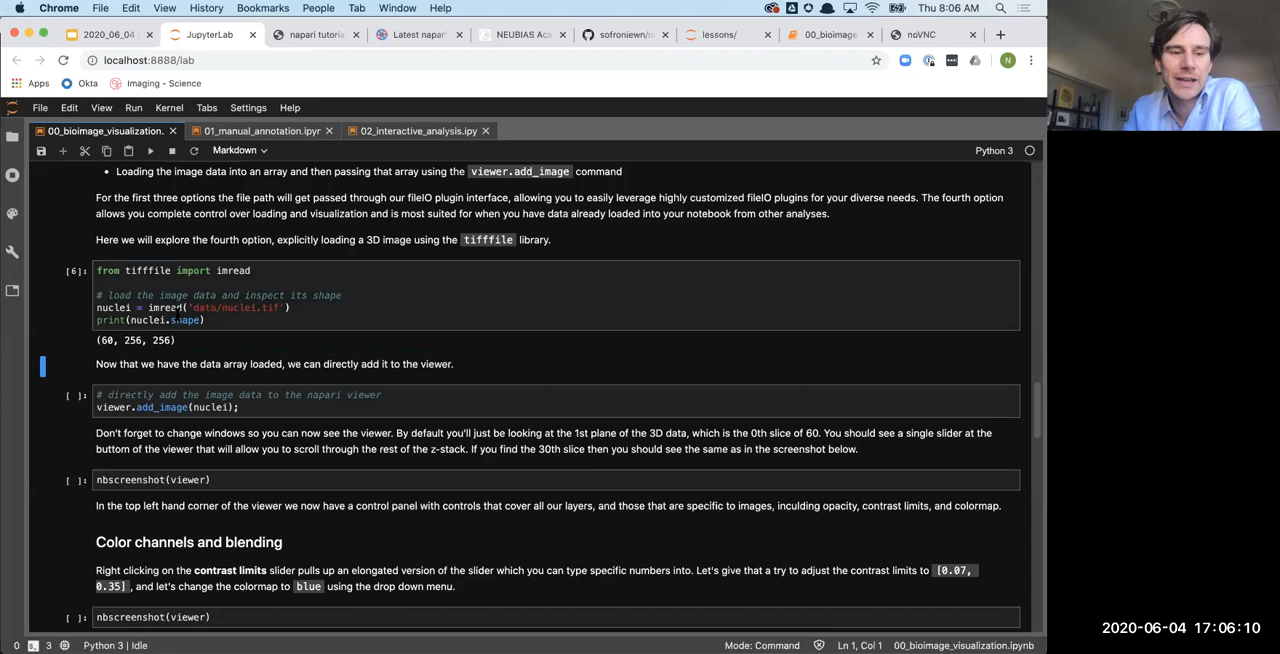 Chrome File Edit View History Bookmarks People Tab Window Help Thu 8:06 AM
2020_06_04 JupyterLab napari tutoria Latest napari NEUBIAS Aca sofroniew/n lessons/ 00_bioimage noVNC
localhost:8888/lab N
Apps Okta Imaging - Science
File Edit View Run Kernel Tabs Settings Help
00_bioimage_visualization. 01_manual_annotation.ipynb 02_interactive_analysis.ipy
Markdown Python 3
• Loading the image data into an array and then passing that array using the viewer.add_image command
For the first three options the file path will get passed through our fileIO plugin interface, allowing you to easily leverage highly customized fileIO plugins for your diverse needs. The fourth option
allows you complete control over loading and visualization and is most suited for when you have data already loaded into your notebook from other analyses.
Here we will explore the fourth option, explicitly loading a 3D image using the tifffile library.
[6]: from tifffile import imread
# load the image data and inspect its shape
nuclei = imread('data/nuclei.tif')
print(nuclei.shape)
(60, 256, 256)
Now that we have the data array loaded, we can directly add it to the viewer.
[ ]: # directly add the image data to the napari viewer
viewer.add_image(nuclei);
Don't forget to change windows so you can now see the viewer. By default you'll just be looking at the 1st plane of the 3D data, which is the 0th slice of 60. You should see a single slider at the
buttom of the viewer that will allow you to scroll through the rest of the z-stack. If you find the 30th slice then you should see the same as in the screenshot below.
[ ]: nbscreenshot(viewer)
In the top left hand corner of the viewer we now have a control panel with controls that cover all our layers, and those that are specific to images, inculding opacity, contrast limits, and colormap.
Color channels and blending
Right clicking on the contrast limits slider pulls up an elongated version of the slider which you can type specific numbers into. Let's give that a try to adjust the contrast limits to [0.07,
0.35] , and let's change the colormap to blue using the drop down menu.
[ ]: nbscreenshot(viewer)
0 3 Python 3 | Idle Mode: Command Ln 1, Col 1 00_bioimage_visualization.ipynb
2020-06-04 17:06:10